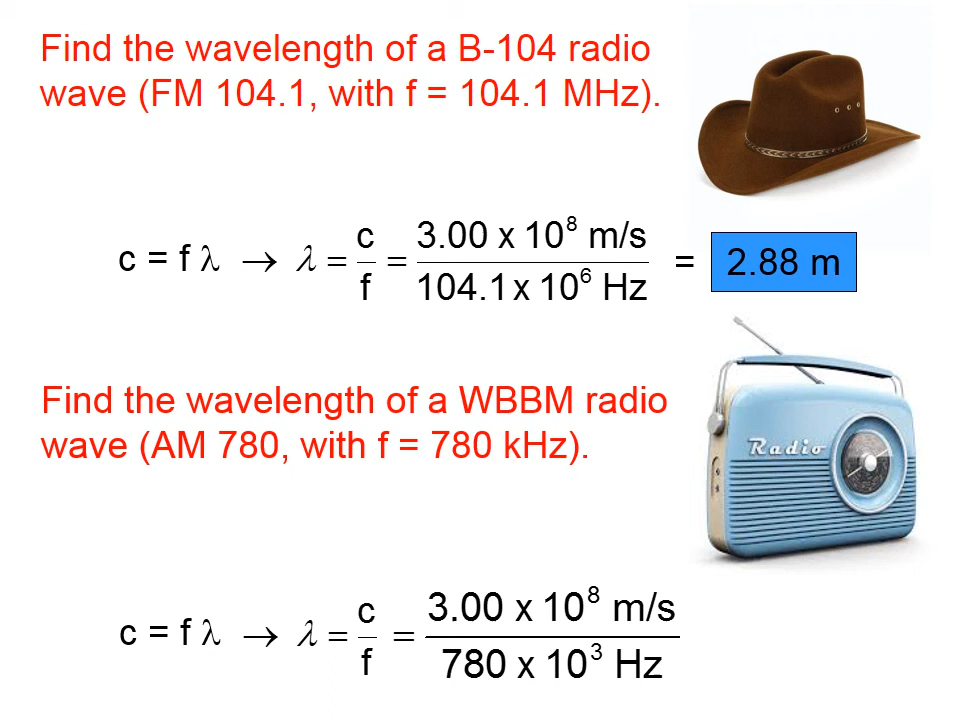 Find the wavelength of a B-104 radio
wave (FM 104.1, with f = 104.1 MHz).
c = f λ → λ = c/f = 3.00 x 10⁸ m/s / 104.1 x 10⁶ Hz = 2.88 m
Radio
Find the wavelength of a WBBM radio
wave (AM 780, with f = 780 kHz).
c = f λ → λ = c/f = 3.00 x 10⁸ m/s / 780 x 10³ Hz